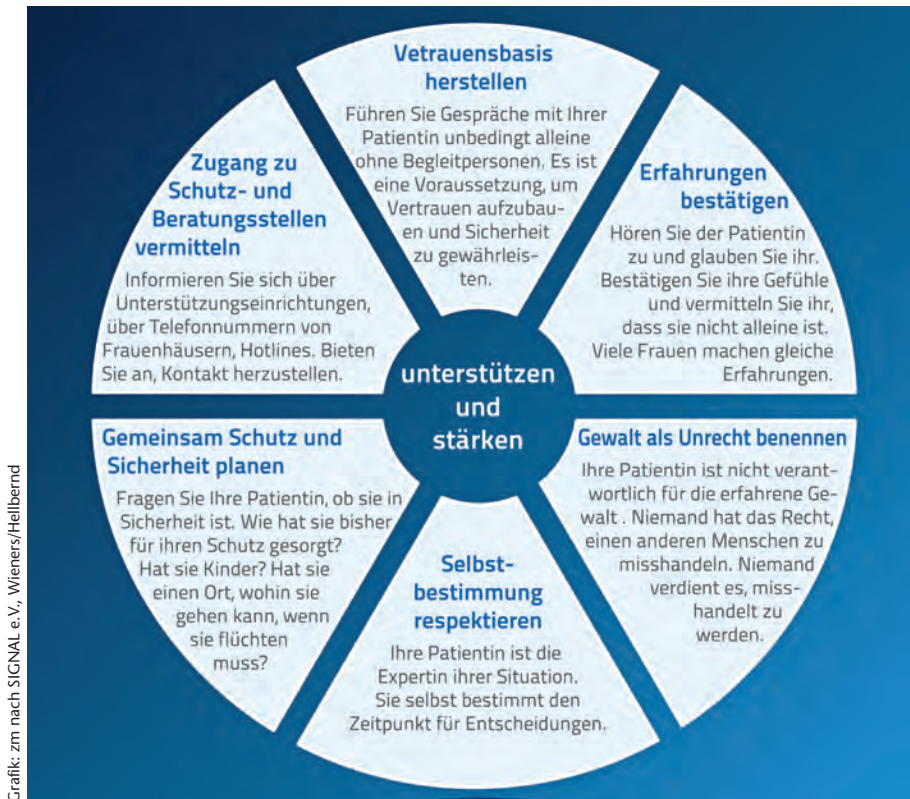 Vetrauensbasis
herstellen
Führen Sie Gespräche mit Ihrer
Patientin unbedingt alleine
ohne Begleitpersonen. Es ist
eine Voraussetzung, um
Vertrauen aufzubau-
en und Sicherheit
zu gewährleis-
ten.
Erfahrungen
bestätigen
Hören Sie der Patientin
zu und glauben Sie ihr.
Bestätigen Sie ihre Gefühle
und vermitteln Sie ihr,
dass sie nicht alleine ist.
Viele Frauen machen gleiche
Erfahrungen.
Gewalt als Unrecht benennen
Ihre Patientin ist nicht verant-
wortlich für die erfahrene Ge-
walt . Niemand hat das Recht,
einen anderen Menschen zu
misshandeln. Niemand
verdient es, miss-
handelt zu
werden.
Selbst-
bestimmung
respektieren
Ihre Patientin ist die
Expertin ihrer Situation.
Sie selbst bestimmt den
Zeitpunkt für Entscheidungen.
Gemeinsam Schutz und
Sicherheit planen
Fragen Sie Ihre Patientin, ob sie in
Sicherheit ist. Wie hat sie bisher
für ihren Schutz gesorgt?
Hat sie Kinder? Hat sie
einen Ort, wohin sie
gehen kann, wenn
sie flüchten
muss?
Zugang zu
Schutz- und
Beratungsstellen
vermitteln
Informieren Sie sich über
Unterstützungseinrichtungen,
über Telefonnummern von
Frauenhäusern, Hotlines. Bieten
Sie an, Kontakt herzustellen.
unterstützen
und
stärken
Grafik: zm nach SIGNAL e.V., Wieners/Hellbernd